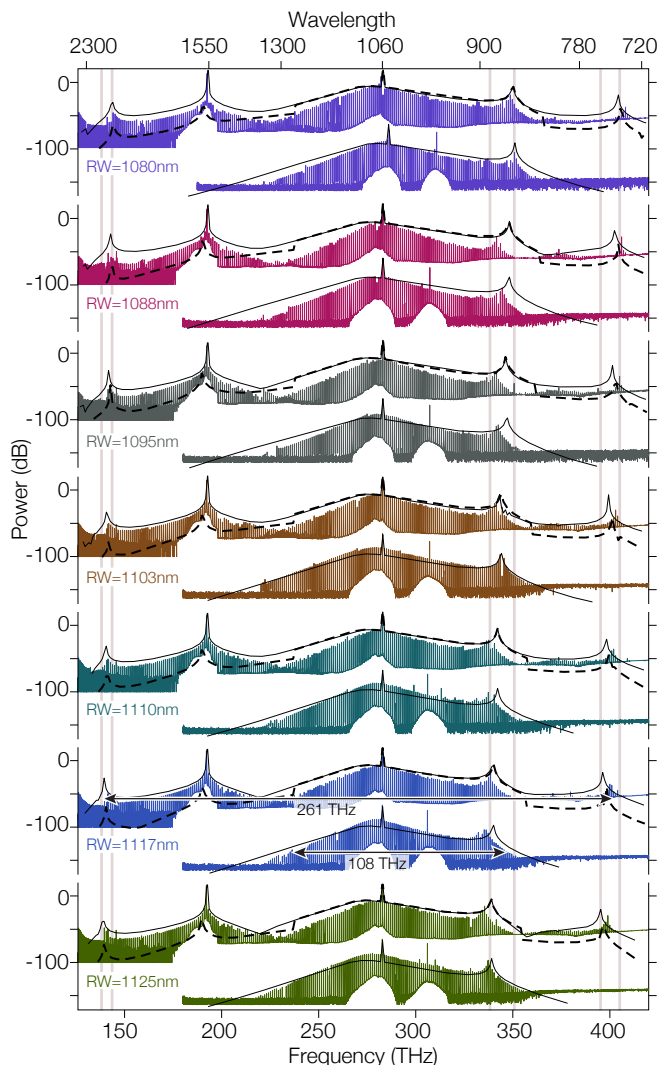 Wavelength
2300 1550 1300 1060 900 780 720
0
-100
RW=1080nm
0
-100
RW=1088nm
0
-100
RW=1095nm
0
-100
RW=1103nm
0
-100
RW=1110nm
0
261 THz
-100
RW=1117nm
108 THz
0
-100
RW=1125nm
Power (dB)
150 200 250 300 350 400
Frequency (THz)